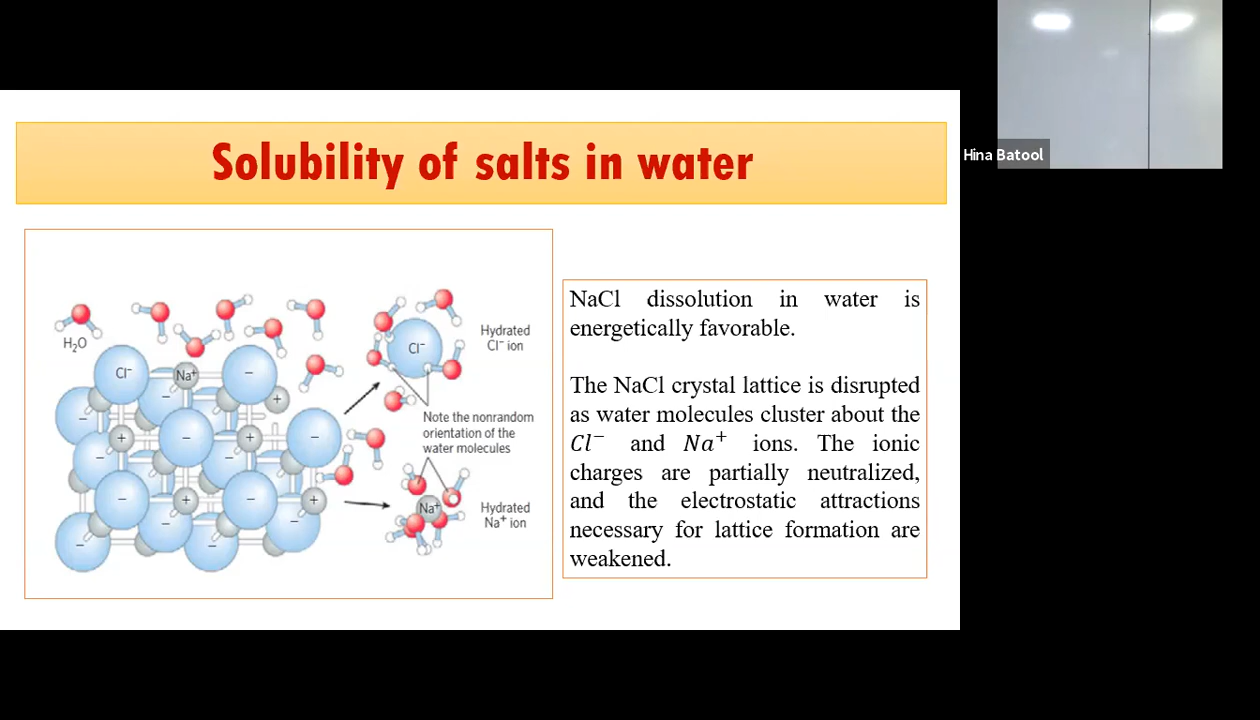 Solubility of salts in water
Hina Batool
H₂O
Cl⁻
Na⁺
−
−
+
−
+
−
+
−
−
−
−
+
−
+
−
−
−
−
Cl⁻
Hydrated
Cl⁻ ion
Note the nonrandom
orientation of the
water molecules
Na⁺
Hydrated
Na⁺ ion
NaCl dissolution in water is
energetically favorable.
The NaCl crystal lattice is disrupted
as water molecules cluster about the
Cl⁻ and Na⁺ ions. The ionic
charges are partially neutralized,
and the electrostatic attractions
necessary for lattice formation are
weakened.